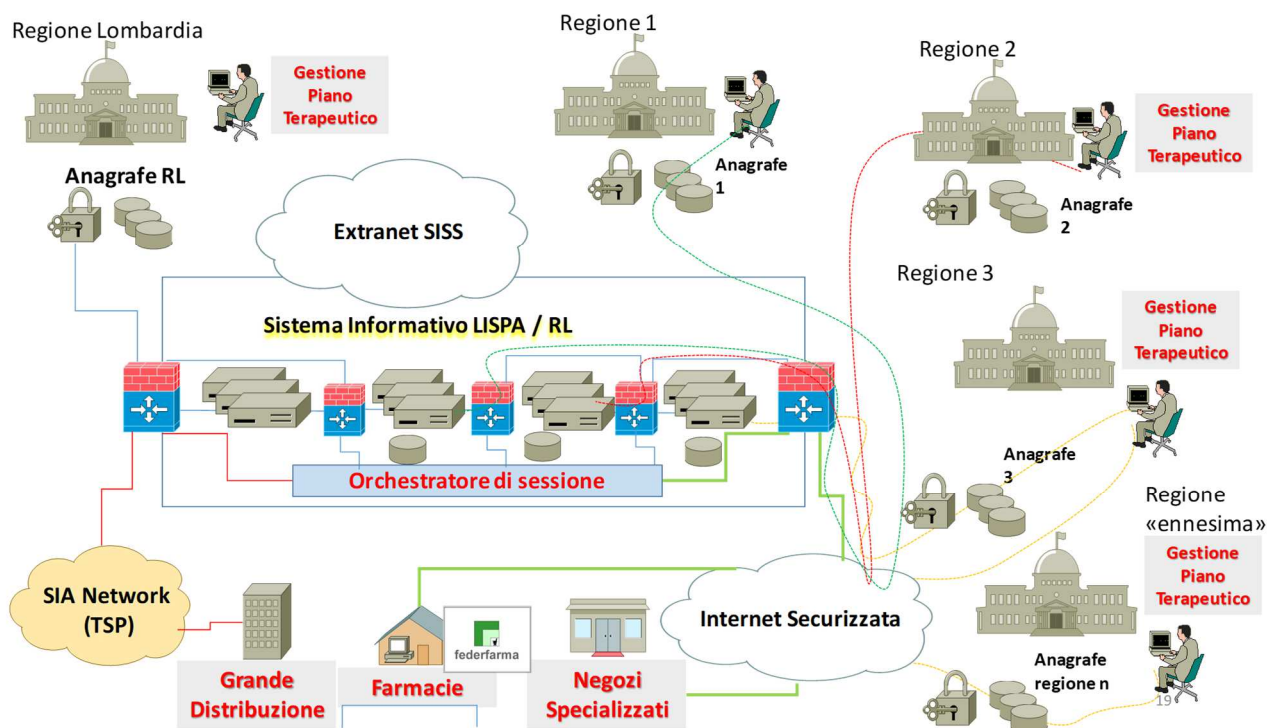 Regione Lombardia
Gestione
Piano
Terapeutico
Anagrafe RL
Regione 1
Anagrafe
1
Regione 2
Gestione
Piano
Terapeutico
Anagrafe
2
Extranet SISS
Regione 3
Gestione
Piano
Terapeutico
Anagrafe
3
Sistema Informativo LISPA / RL
Orchestratore di sessione
Regione
«ennesima»
Gestione
Piano
Terapeutico
Anagrafe
regione n
SIA Network
(TSP)
Internet Securizzata
Grande
Distribuzione
federfarma
Farmacie
Negozi
Specializzati
19